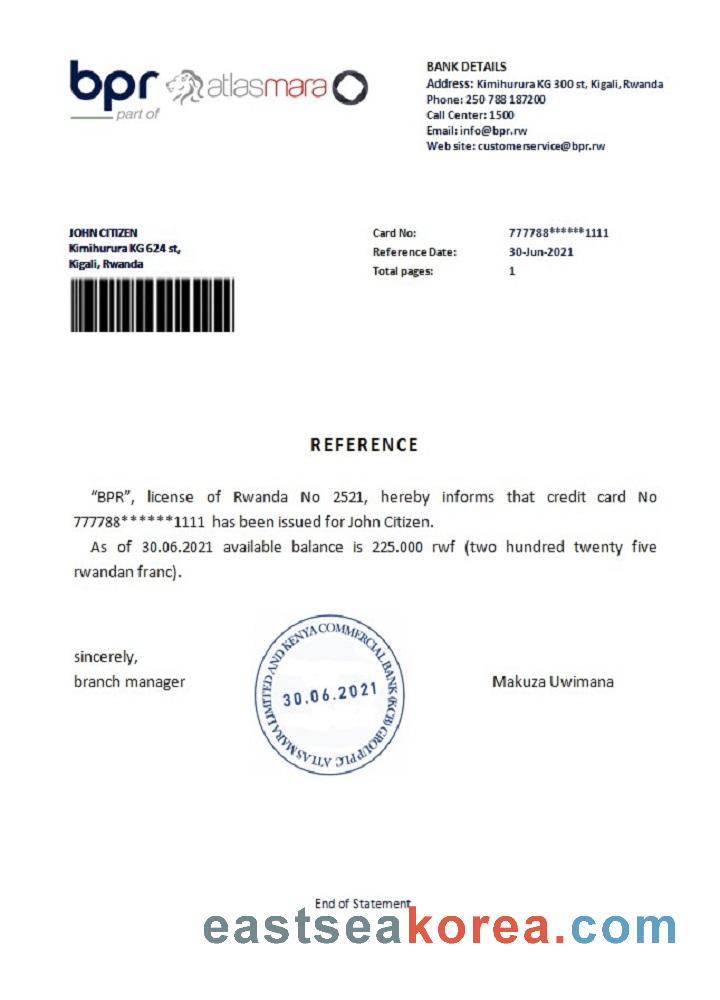 bpr atlasmara
part of
BANK DETAILS
Address: Kimihurura KG 300 st, Kigali, Rwanda
Phone: 250 788 187200
Call Center: 1500
Email: info@bpr.rw
Web site: customerservice@bpr.rw
JOHN CITIZEN
Kimihurura KG 624 st,
Kigali, Rwanda
Card No: 777788******1111
Reference Date: 30-Jun-2021
Total pages: 1
REFERENCE
“BPR”, license of Rwanda No 2521, hereby informs that credit card No
777788******1111 has been issued for John Citizen.
As of 30.06.2021 available balance is 225.000 rwf (two hundred twenty five
rwandan franc).
sincerely,
branch manager
ATLAS MARA LIMITED AND KENYA COMMERCIAL BANK (KCB) GROUP PLC
30.06.2021
Makuza Uwimana
End of Statement
eastseakorea.com